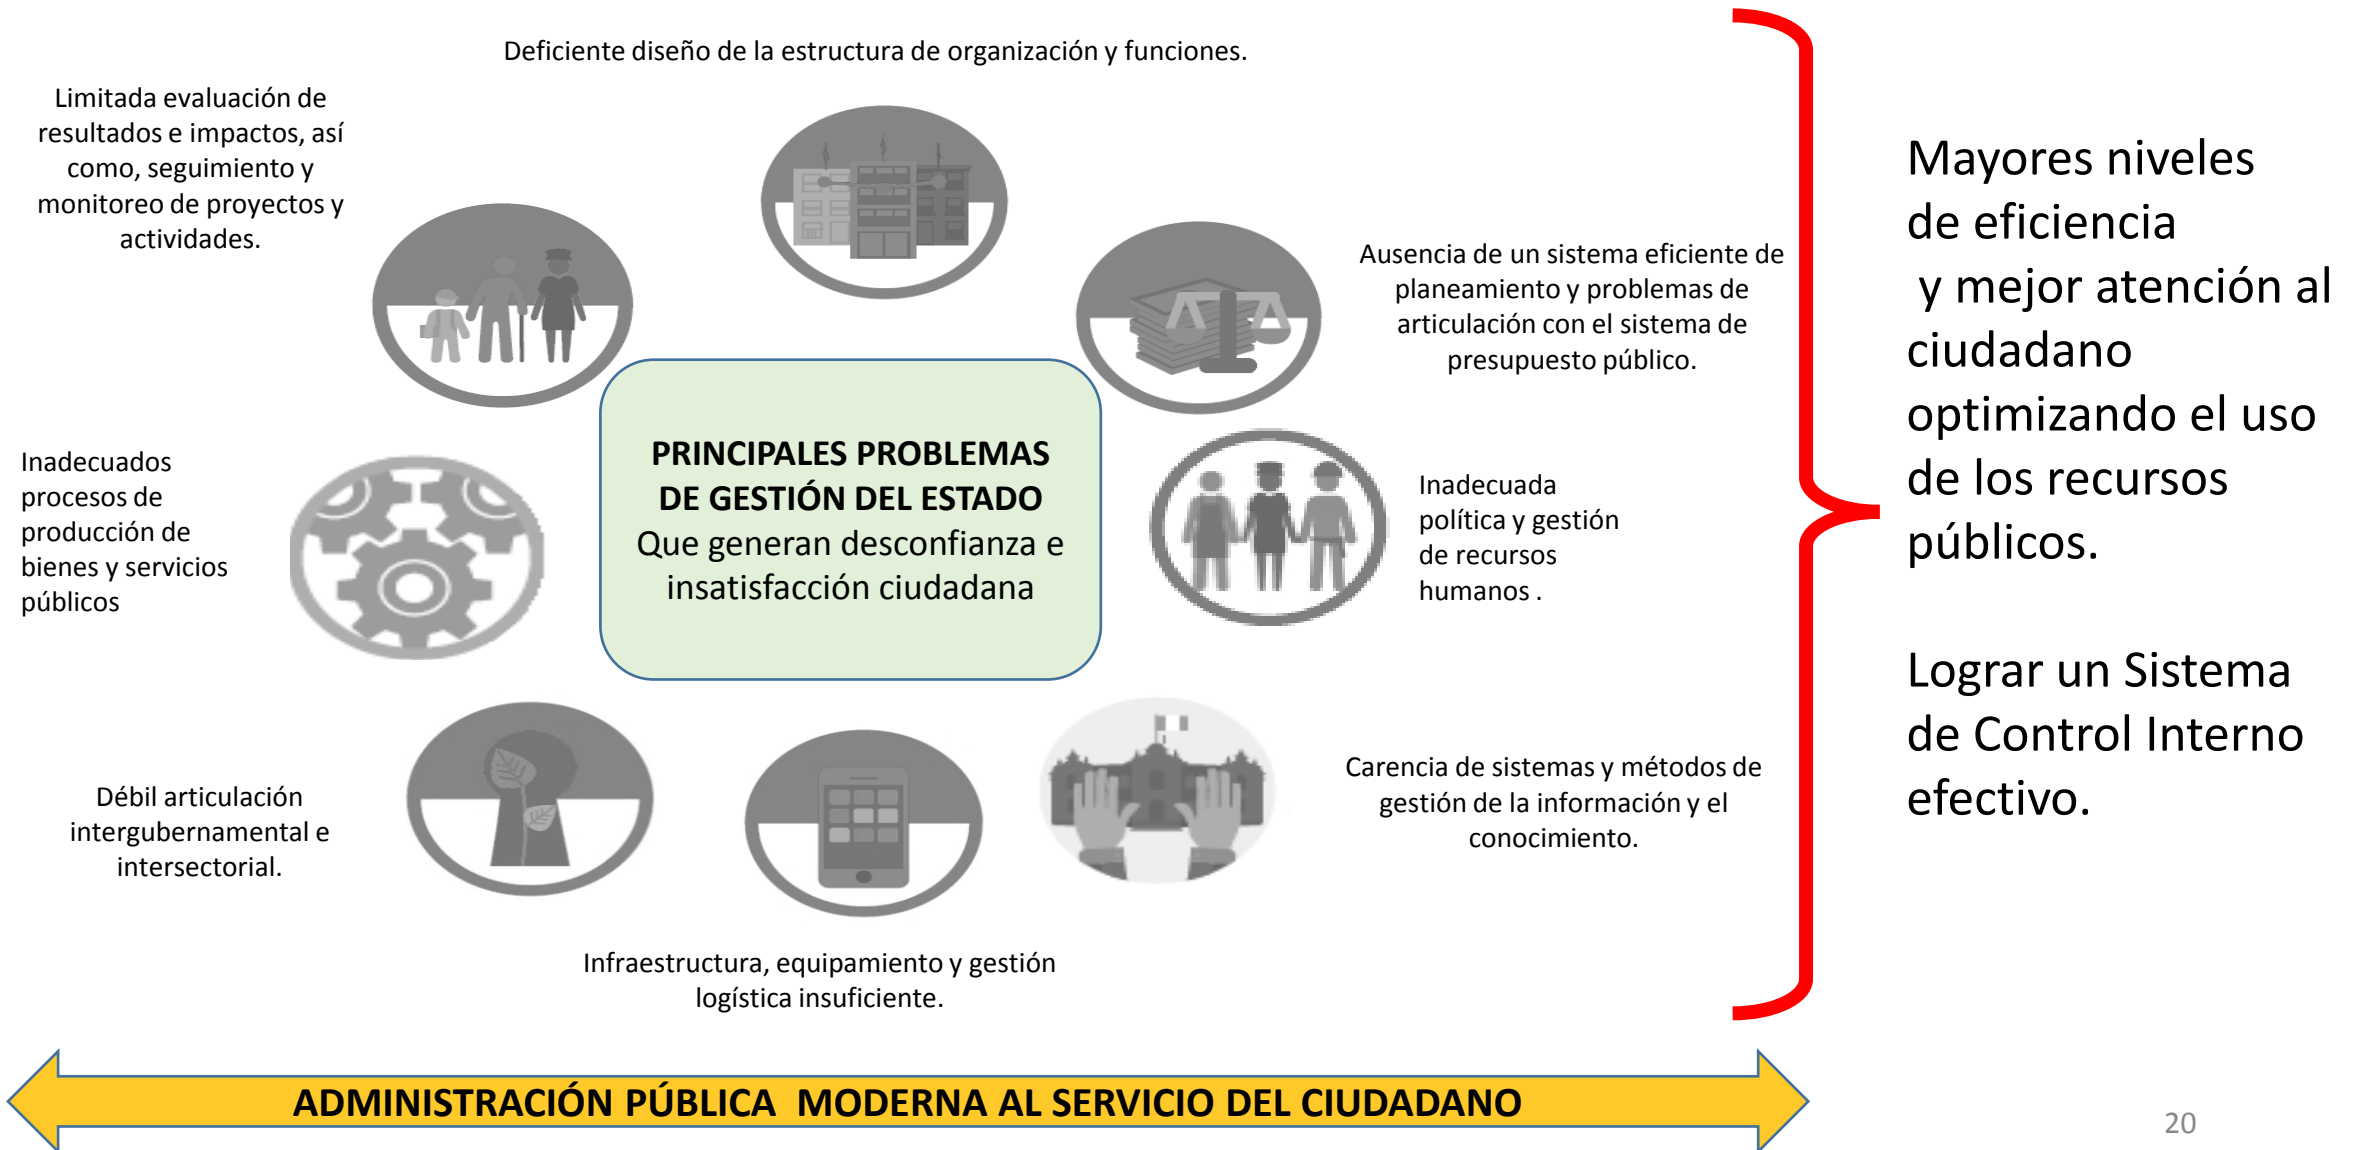 Deficiente diseño de la estructura de organización y funciones.
Limitada evaluación de
resultados e impactos, así
como, seguimiento y
monitoreo de proyectos y
actividades.
Ausencia de un sistema eficiente de
planeamiento y problemas de
articulación con el sistema de
presupuesto público.
PRINCIPALES PROBLEMAS
DE GESTIÓN DEL ESTADO
Que generan desconfianza e
insatisfacción ciudadana
Inadecuados
procesos de
producción de
bienes y servicios
públicos
Inadecuada
política y gestión
de recursos
humanos .
Débil articulación
intergubernamental e
intersectorial.
Carencia de sistemas y métodos de
gestión de la información y el
conocimiento.
Infraestructura, equipamiento y gestión
logística insuficiente.
Mayores niveles
de eficiencia
y mejor atención al
ciudadano
optimizando el uso
de los recursos
públicos.
Lograr un Sistema
de Control Interno
efectivo.
ADMINISTRACIÓN PÚBLICA  MODERNA AL SERVICIO DEL CIUDADANO
20